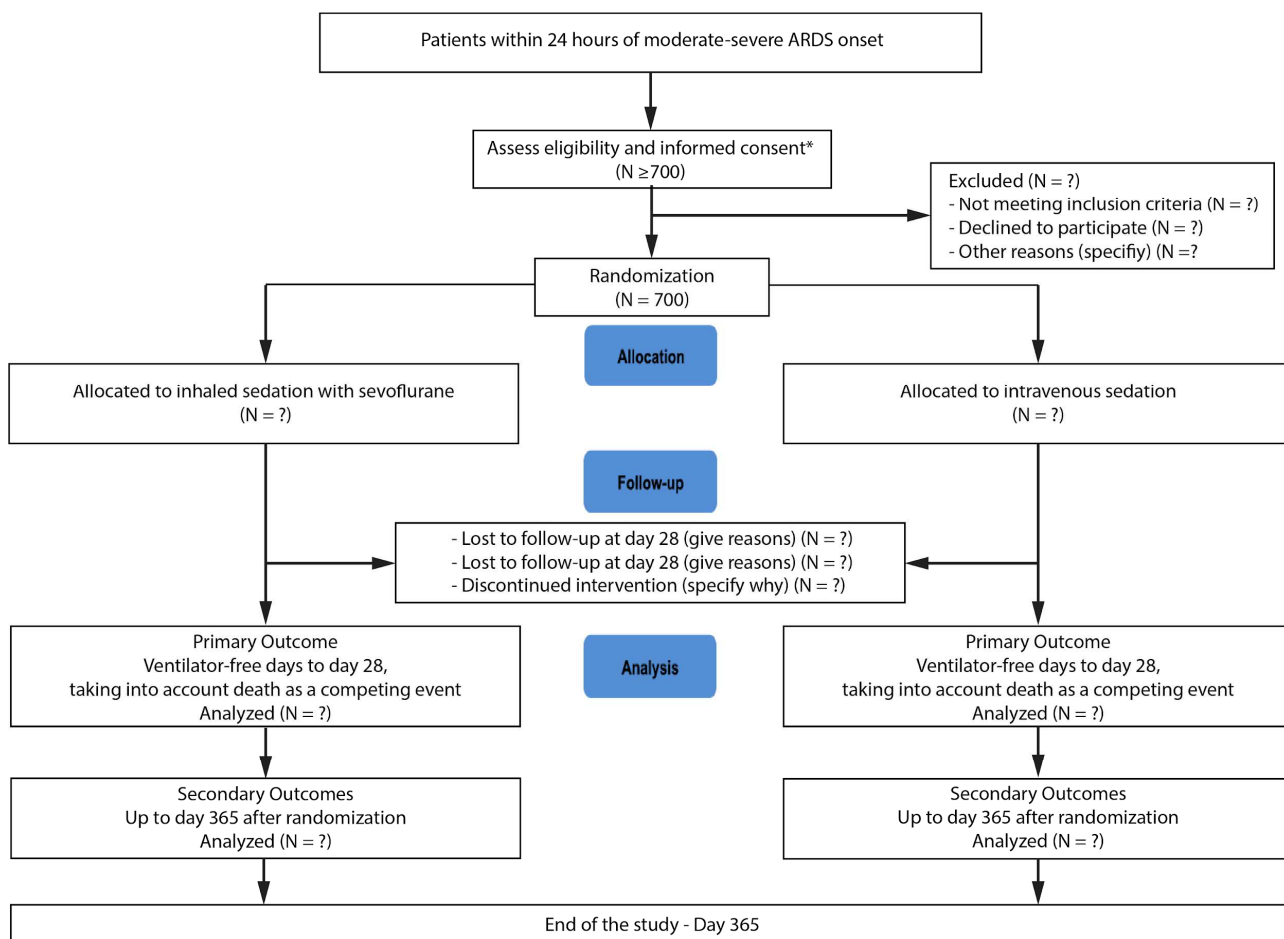 Patients within 24 hours of moderate-severe ARDS onset
Assess eligibility and informed consent*
(N ≥700)
Excluded (N = ?)
- Not meeting inclusion criteria (N = ?)
- Declined to participate (N = ?)
- Other reasons (specifiy) (N =?
Randomization
(N = 700)
Allocation
Allocated to inhaled sedation with sevoflurane
(N = ?)
Allocated to intravenous sedation
(N = ?)
Follow-up
- Lost to follow-up at day 28 (give reasons) (N = ?)
- Lost to follow-up at day 28 (give reasons) (N = ?)
- Discontinued intervention (specify why) (N = ?)
Analysis
Primary Outcome
Ventilator-free days to day 28,
taking into account death as a competing event
Analyzed (N = ?)
Primary Outcome
Ventilator-free days to day 28,
taking into account death as a competing event
Analyzed (N = ?)
Secondary Outcomes
Up to day 365 after randomization
Analyzed (N = ?)
Secondary Outcomes
Up to day 365 after randomization
Analyzed (N = ?)
End of the study - Day 365